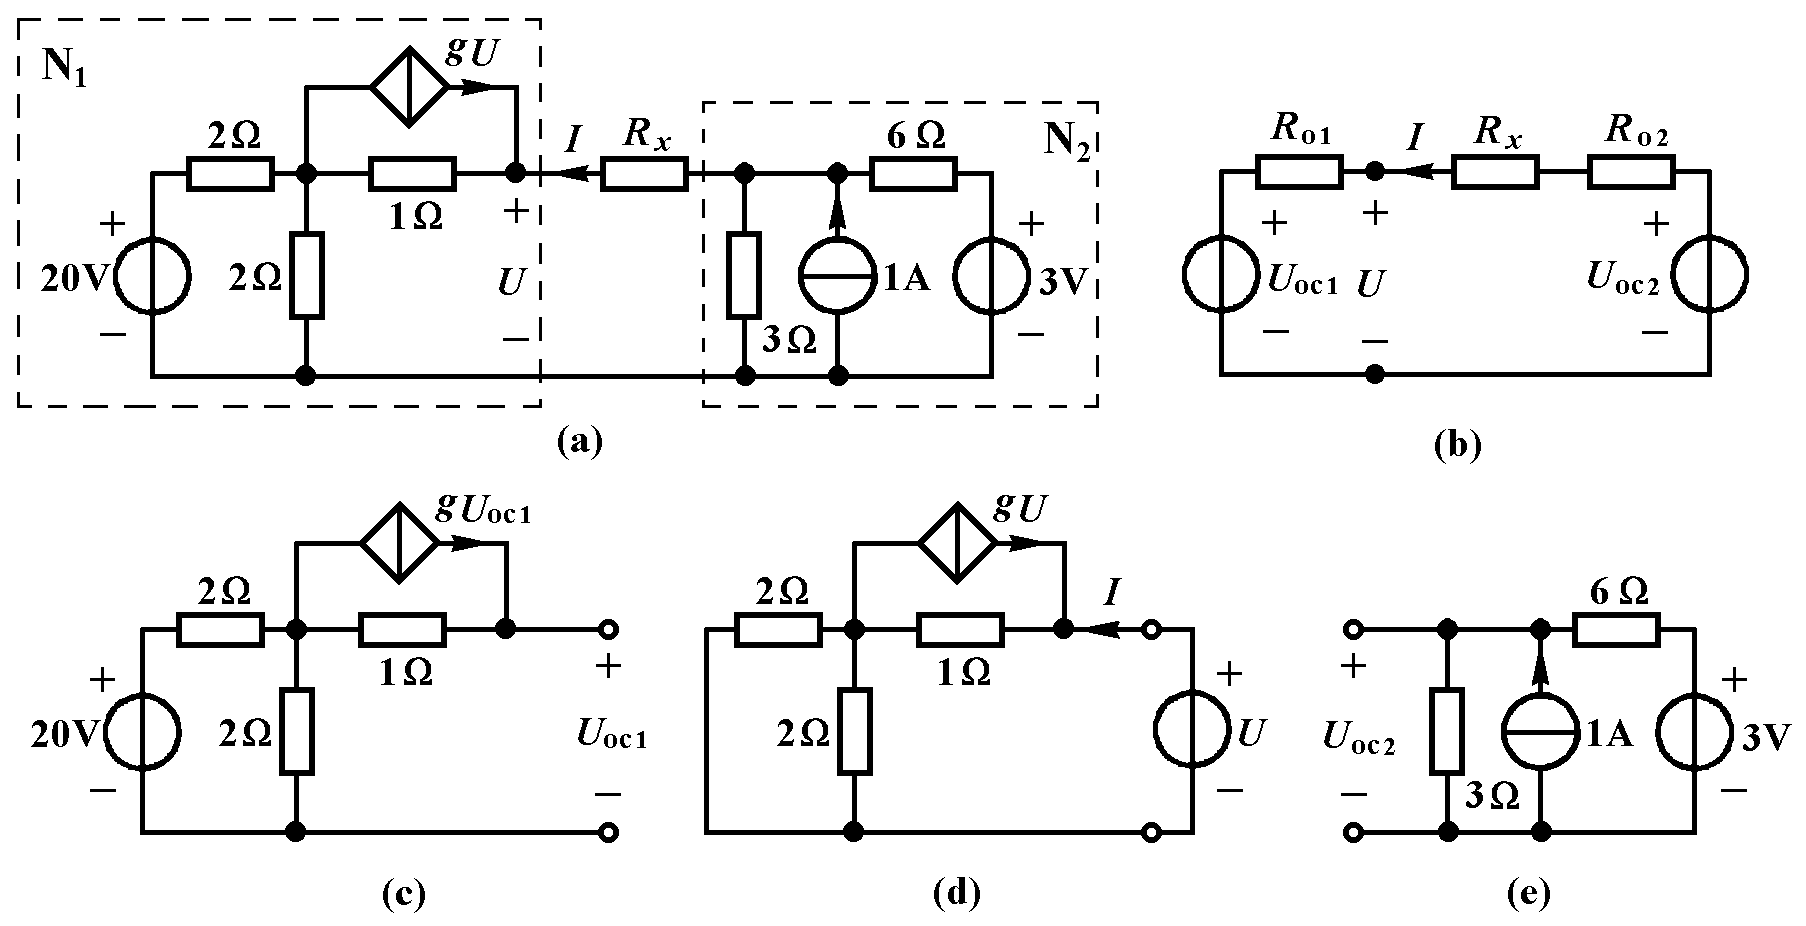 N₁
gU
2Ω
1Ω
2Ω
20V
+
−
+
U
−
I
Rₓ
N₂
6Ω
3Ω
1A
+
3V
−
(a)
Rₒ₁
I
Rₓ
Rₒ₂
+
Uoc1
−
+
U
−
+
Uoc2
−
(b)
gUoc1
2Ω
1Ω
2Ω
+
20V
−
+
Uoc1
−
(c)
gU
2Ω
1Ω
2Ω
I
+
U
−
(d)
6Ω
+
Uoc2
−
3Ω
1A
+
3V
−
(e)